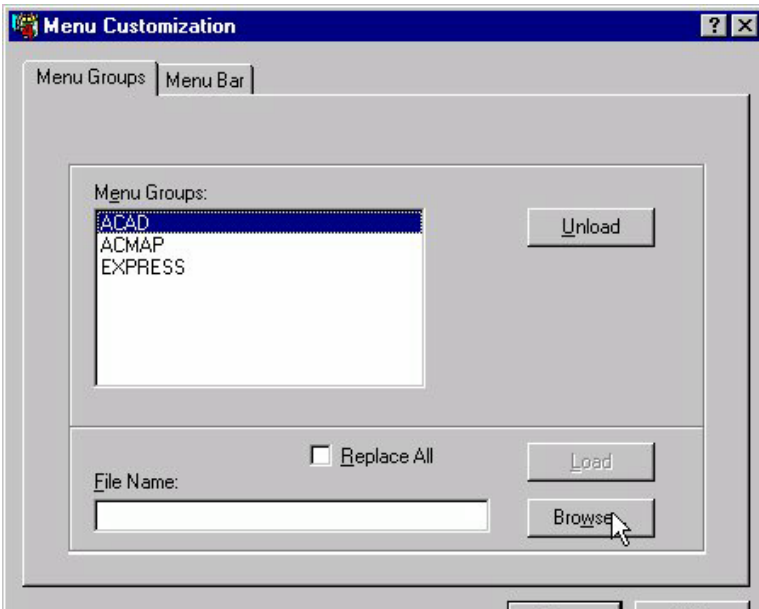 Menu Customization
Menu Groups Menu Bar
Menu Groups:
ACAD
ACMAP
EXPRESS
Unload
Replace All
Load
File Name:
Browse